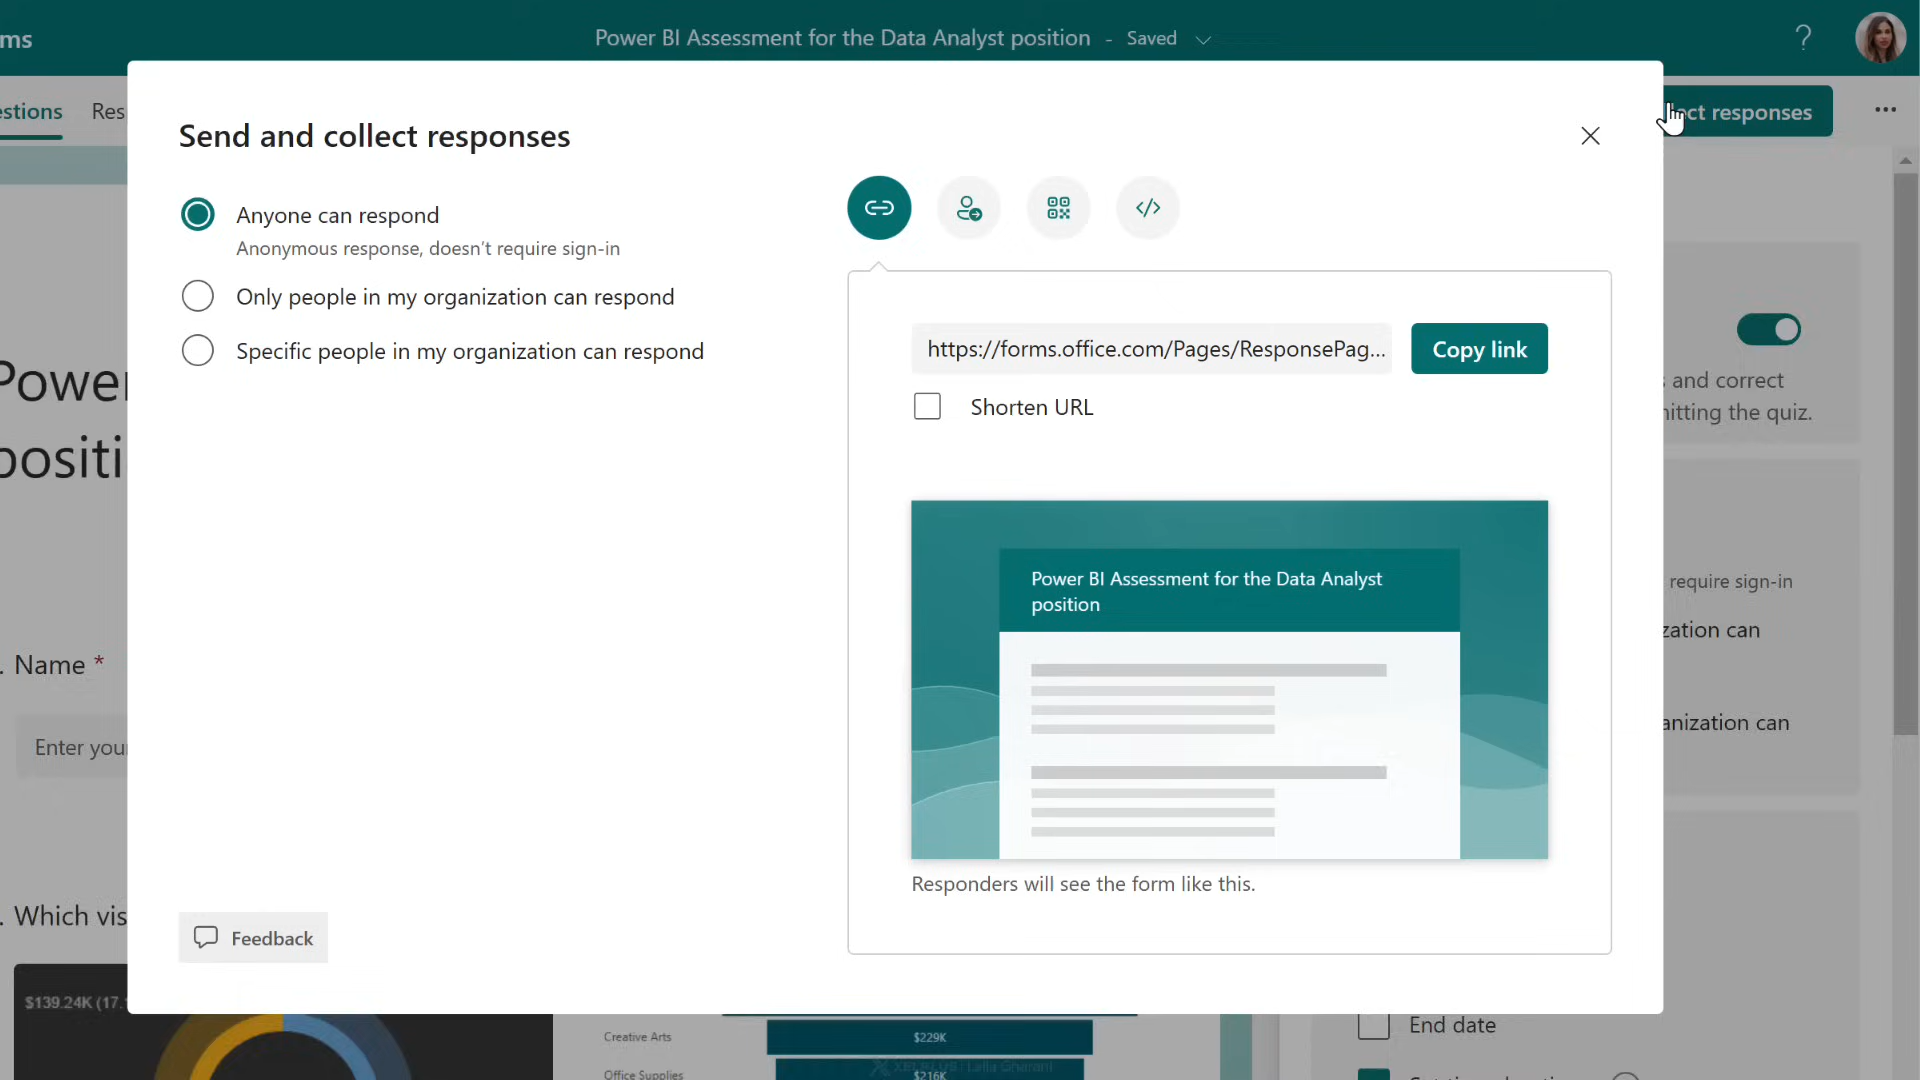 ms
Power BI Assessment for the Data Analyst position - Saved
?
estions
Res
ect responses
Send and collect responses
Anyone can respond
Anonymous response, doesn't require sign-in
Only people in my organization can respond
Specific people in my organization can respond
https://forms.office.com/Pages/ResponsePag...
Copy link
Shorten URL
Power BI Assessment for the Data Analyst
position
Responders will see the form like this.
Feedback
Power
positi
. Name *
Enter you
. Which vis
$139.24K (17.
Creative Arts
$229K
Office Supplies
$216K
and correct
itting the quiz.
require sign-in
zation can
anization can
End date